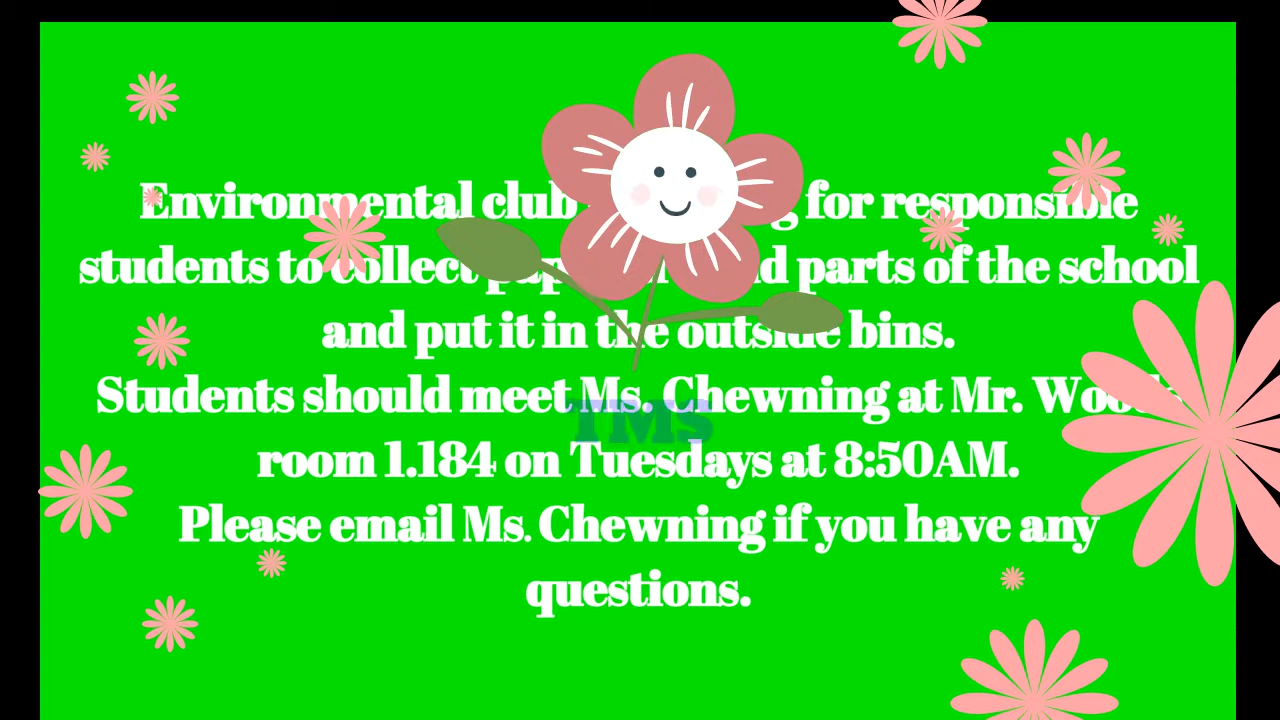 Environmental club for responsible
students to collect parts of the school
and put it in the outside bins.
Students should meet Ms. Chewning at Mr.
TMS
room 1.184 on Tuesdays at 8:50AM.
Please email Ms. Chewning if you have any
questions.